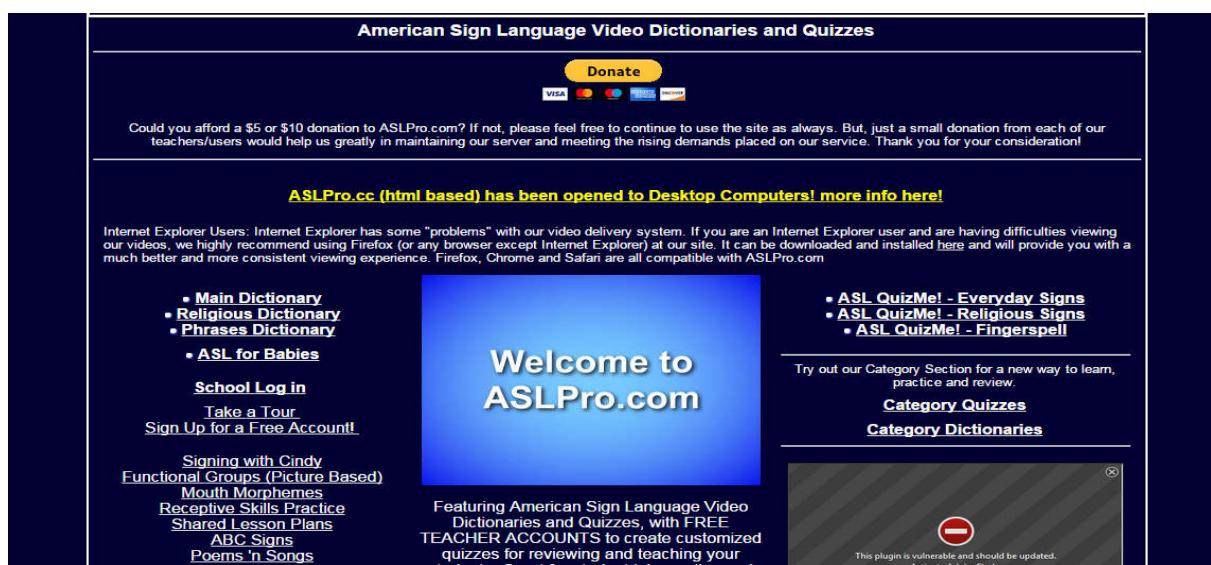 American Sign Language Video Dictionaries and Quizzes
Donate
VISA
DISCOVER
Could you afford a $5 or $10 donation to ASLPro.com? If not, please feel free to continue to use the site as always. But, just a small donation from each of our
teachers/users would help us greatly in maintaining our server and meeting the rising demands placed on our service. Thank you for your consideration!
ASLPro.cc (html based) has been opened to Desktop Computers! more info here!
Internet Explorer Users: Internet Explorer has some "problems" with our video delivery system. If you are an Internet Explorer user and are having difficulties viewing
our videos, we highly recommend using Firefox (or any browser except Internet Explorer) at our site. It can be downloaded and installed here and will provide you with a
much better and more consistent viewing experience. Firefox, Chrome and Safari are all compatible with ASLPro.com
Main Dictionary
Religious Dictionary
Phrases Dictionary
ASL for Babies
School Log in
Take a Tour
Sign Up for a Free Account!
Signing with Cindy
Functional Groups (Picture Based)
Mouth Morphemes
Receptive Skills Practice
Shared Lesson Plans
ABC Signs
Poems 'n Songs
Welcome to
ASLPro.com
Featuring American Sign Language Video
Dictionaries and Quizzes, with FREE
TEACHER ACCOUNTS to create customized
quizzes for reviewing and teaching your
ASL QuizMe! - Everyday Signs
ASL QuizMe! - Religious Signs
ASL QuizMe! - Fingerspell
Try out our Category Section for a new way to learn,
practice and review.
Category Quizzes
Category Dictionaries
This plugin is vulnerable and should be updated.